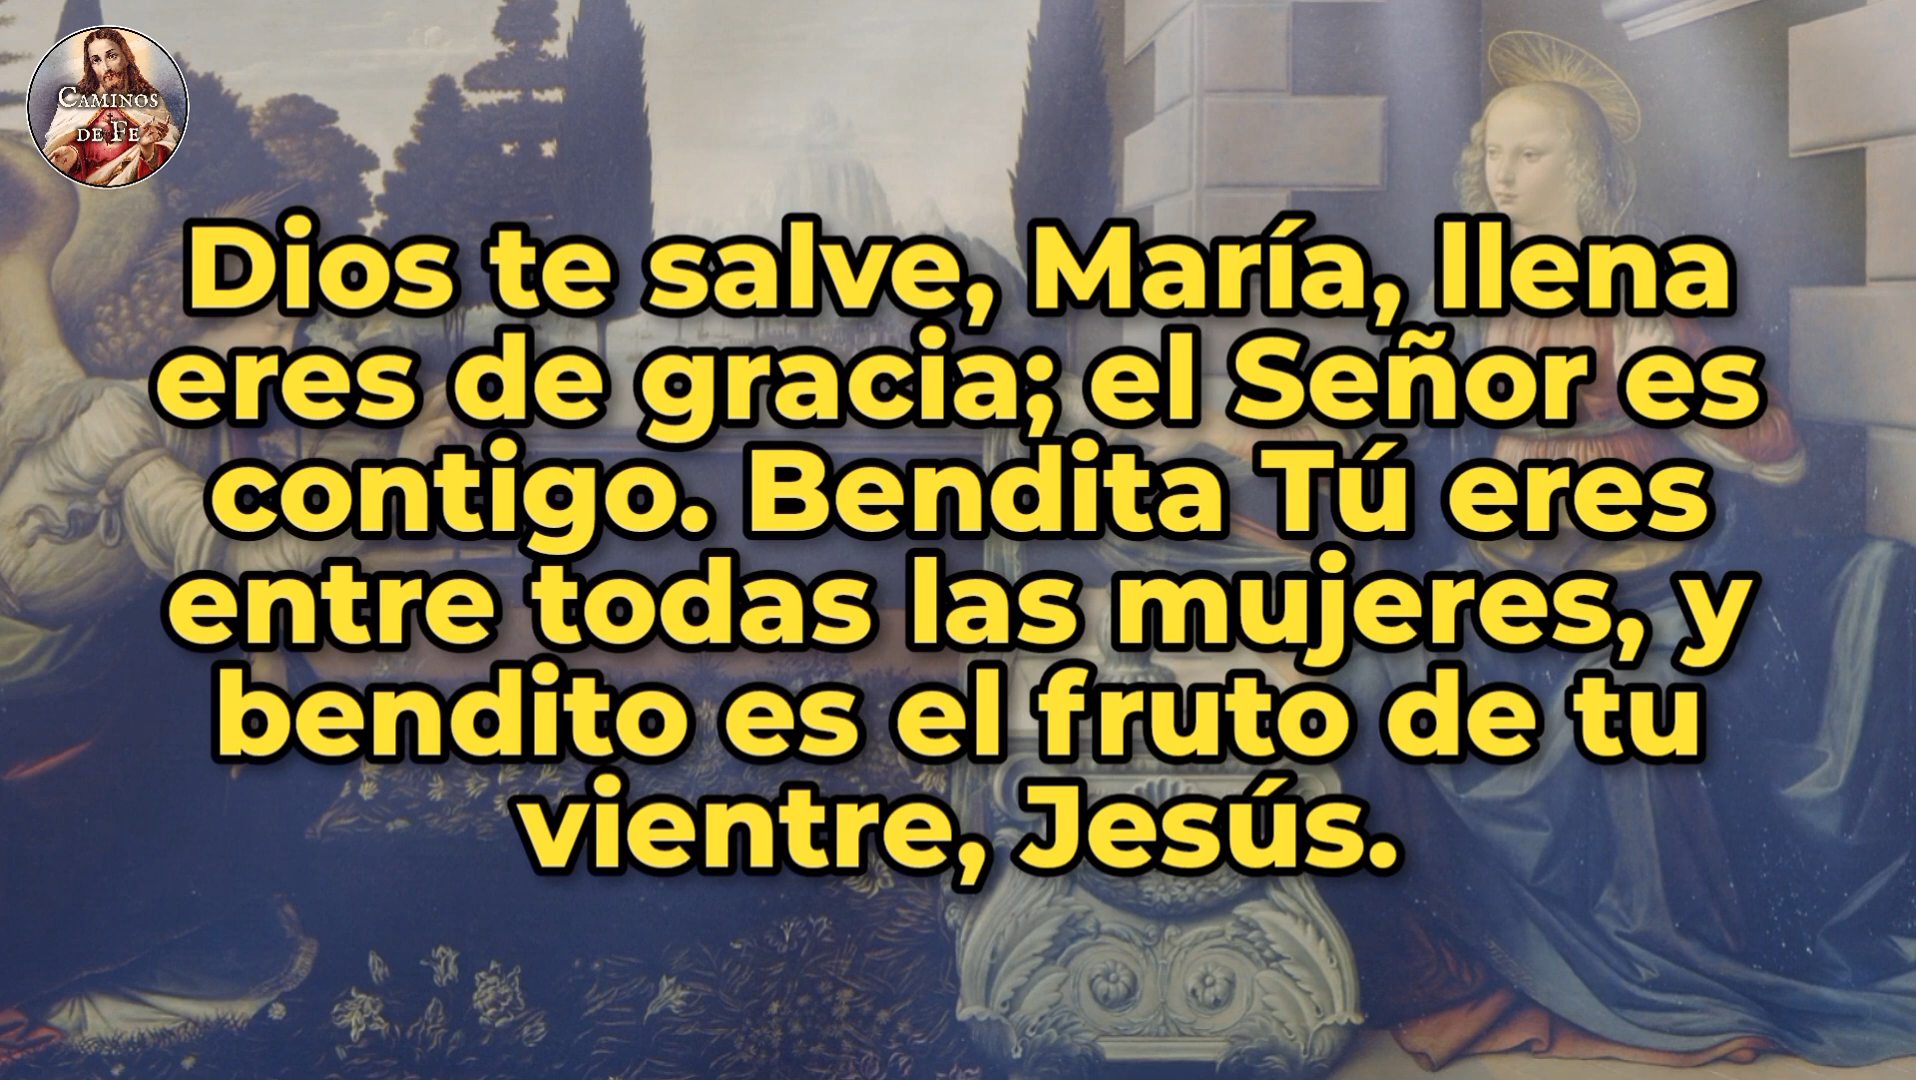 CAMINOS
DE FE
Dios te salve, María, llena
eres de gracia; el Señor es
contigo. Bendita Tú eres
entre todas las mujeres, y
bendito es el fruto de tu
vientre, Jesús.